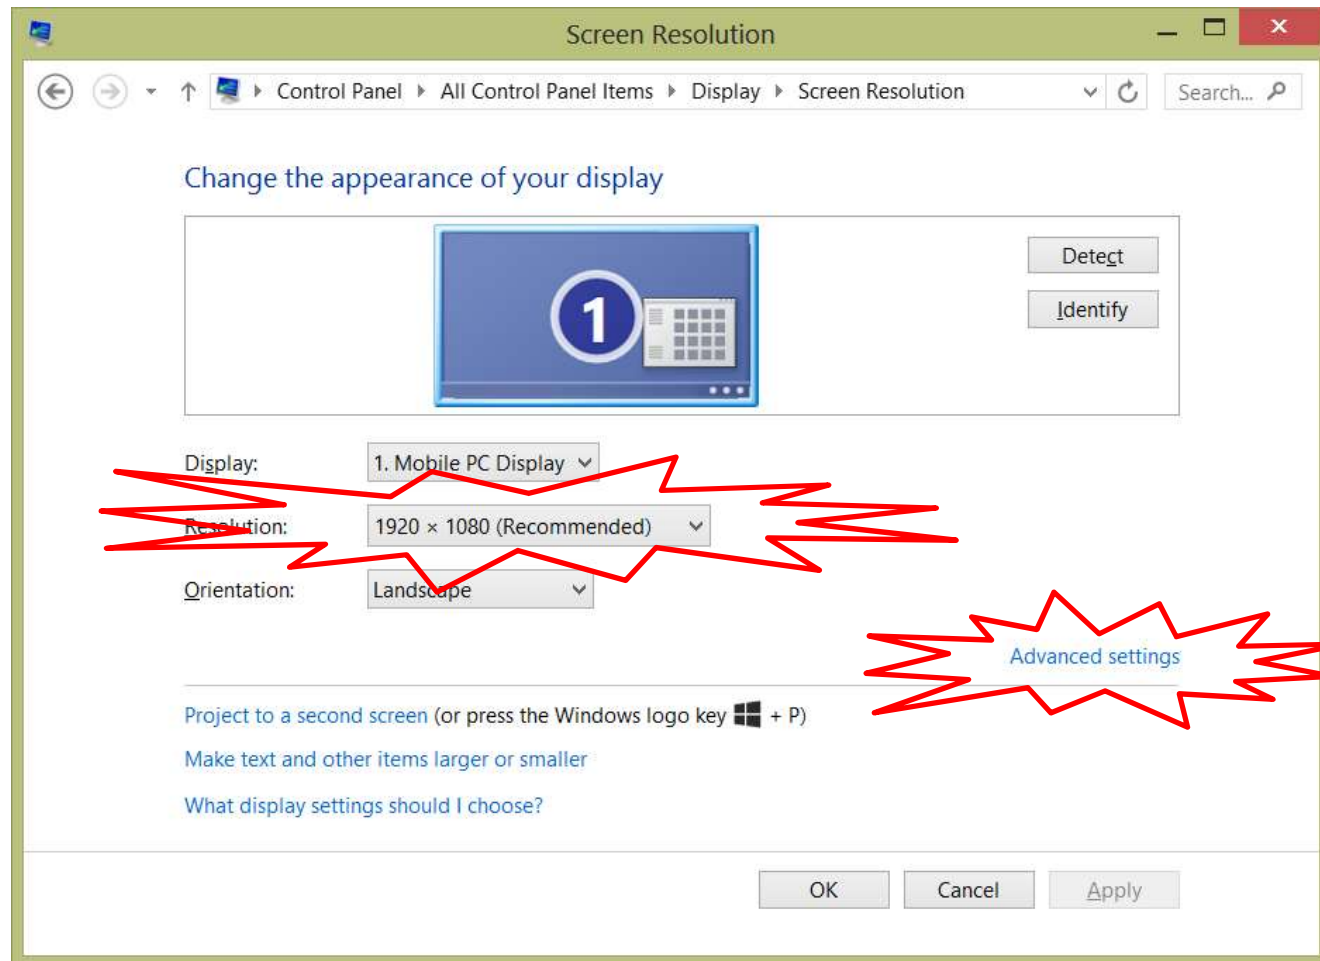 Screen Resolution
Control Panel All Control Panel Items Display Screen Resolution Search...
Change the appearance of your display
1
Detect
Identify
Display: 1. Mobile PC Display
Resolution: 1920 × 1080 (Recommended)
Orientation: Landscape
Advanced settings
Project to a second screen (or press the Windows logo key + P)
Make text and other items larger or smaller
What display settings should I choose?
OK Cancel Apply